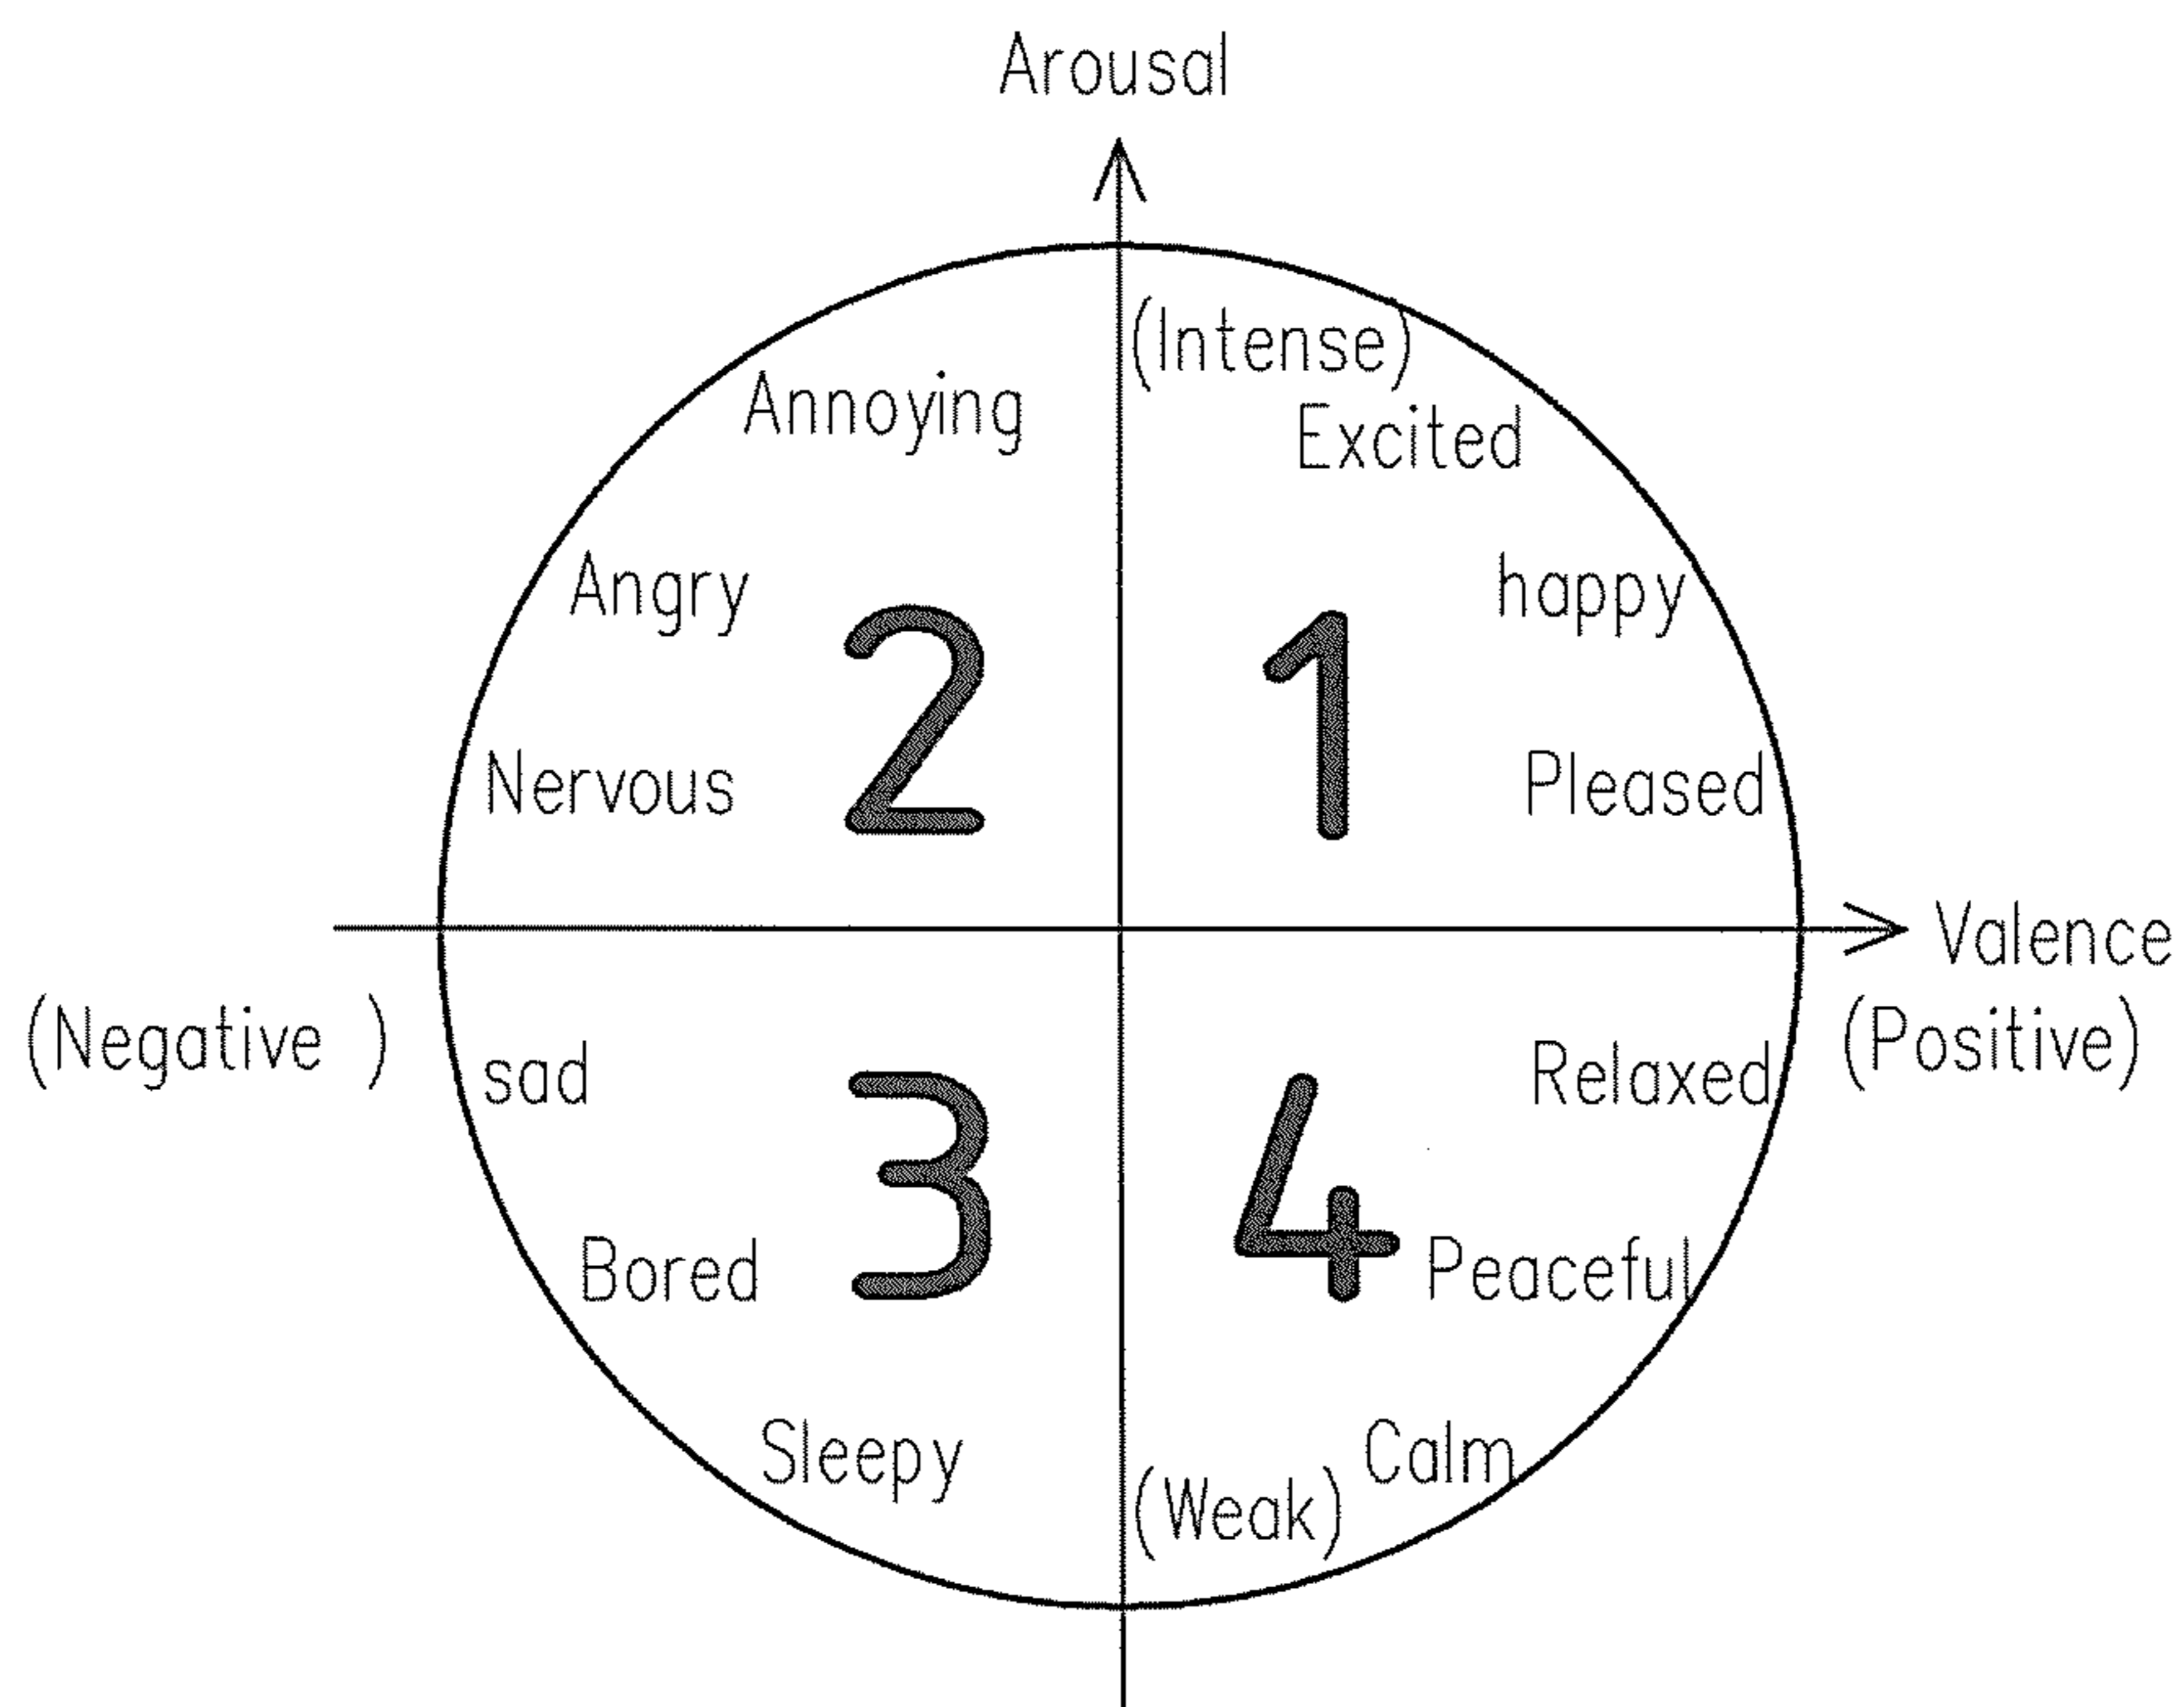 Arousal
(Intense)
Annoying
Excited
Angry
happy
2
1
Nervous
Pleased
Valence
(Negative )
(Positive)
sad
Relaxed
3
4
Bored
Peaceful
Sleepy
Calm
(Weak)